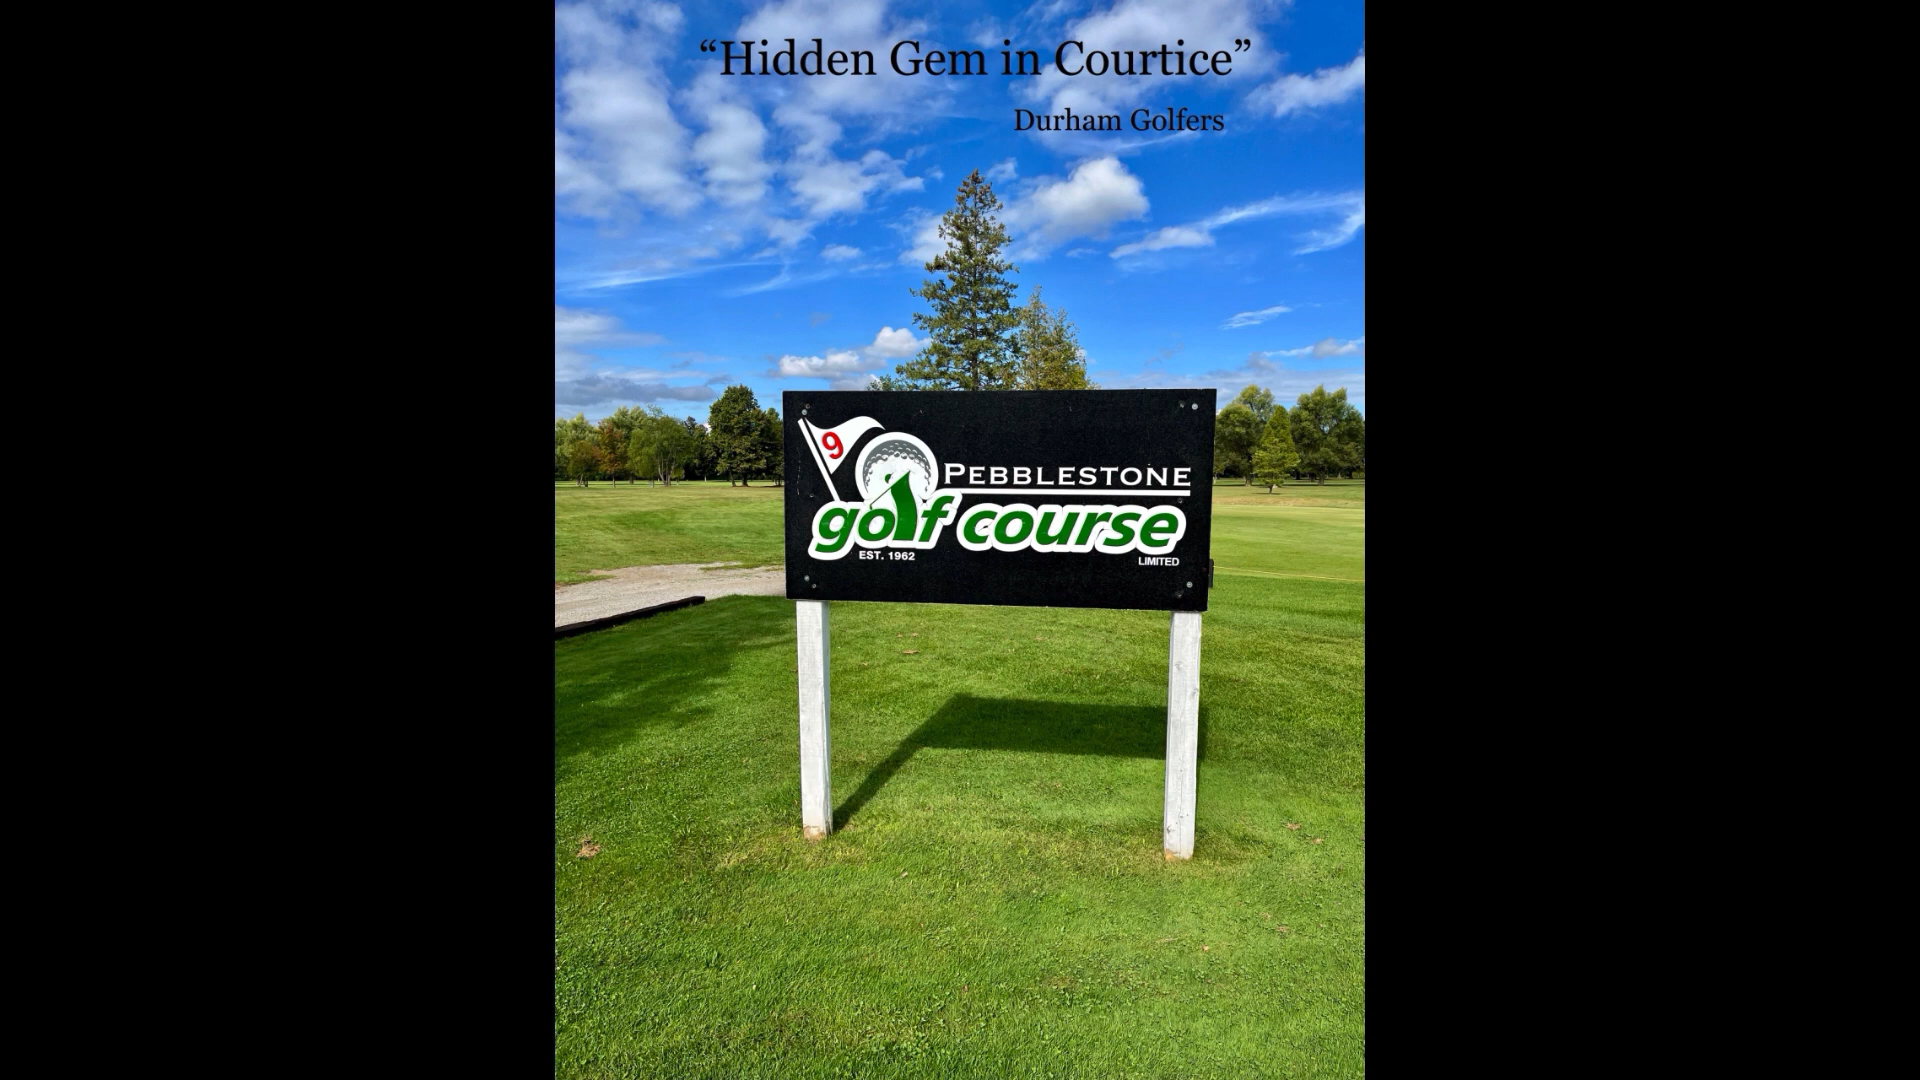 “Hidden Gem in Courtice”
Durham Golfers
9
PEBBLESTONE
golf course
EST. 1962
LIMITED